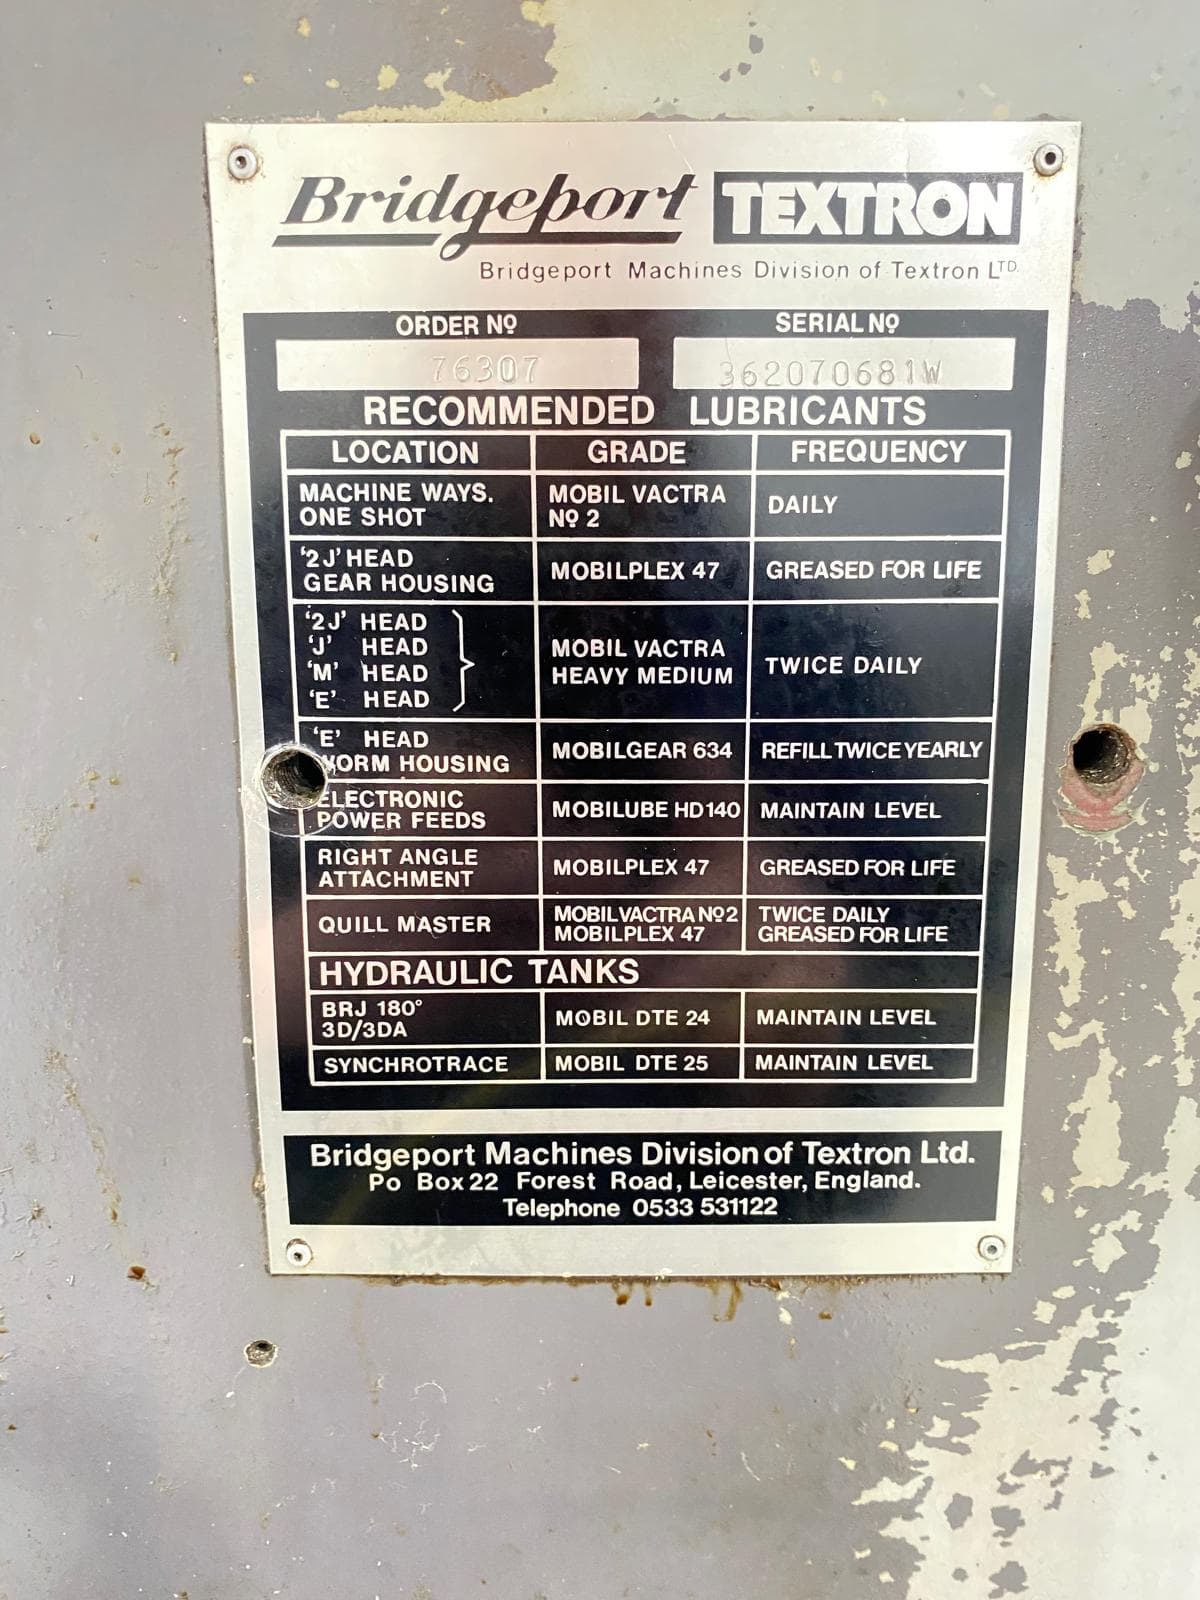 Bridgeport TEXTRON
Bridgeport Machines Division of Textron LTD.
ORDER Nº SERIAL Nº
76307 362070681W
RECOMMENDED LUBRICANTS
LOCATION GRADE FREQUENCY
MACHINE WAYS. ONE SHOT MOBIL VACTRA Nº 2 DAILY
'2J' HEAD GEAR HOUSING MOBILPLEX 47 GREASED FOR LIFE
'2J' HEAD
'J' HEAD
'M' HEAD
'E' HEAD
MOBIL VACTRA
HEAVY MEDIUM
TWICE DAILY
'E' HEAD
WORM HOUSING
MOBILGEAR 634
REFILL TWICE YEARLY
ELECTRONIC
POWER FEEDS
MOBILUBE HD140
MAINTAIN LEVEL
RIGHT ANGLE
ATTACHMENT
MOBILPLEX 47
GREASED FOR LIFE
QUILL MASTER
MOBIL VACTRA Nº2
MOBILPLEX 47
TWICE DAILY
GREASED FOR LIFE
HYDRAULIC TANKS
BRJ 180°
3D/3DA
MOBIL DTE 24
MAINTAIN LEVEL
SYNCHROTRACE MOBIL DTE 25 MAINTAIN LEVEL
Bridgeport Machines Division of Textron Ltd.
Po Box 22 Forest Road, Leicester, England.
Telephone 0533 531122